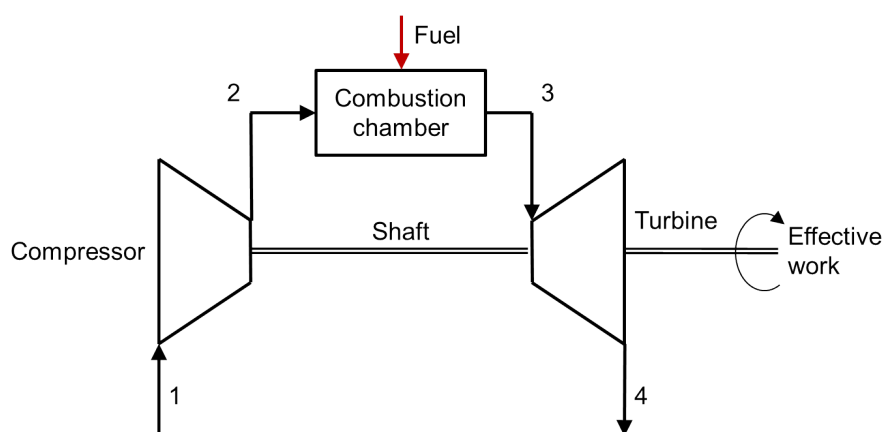 Fuel
2
Combustion
chamber
3
Compressor
Shaft
Turbine
Effective
work
1
4